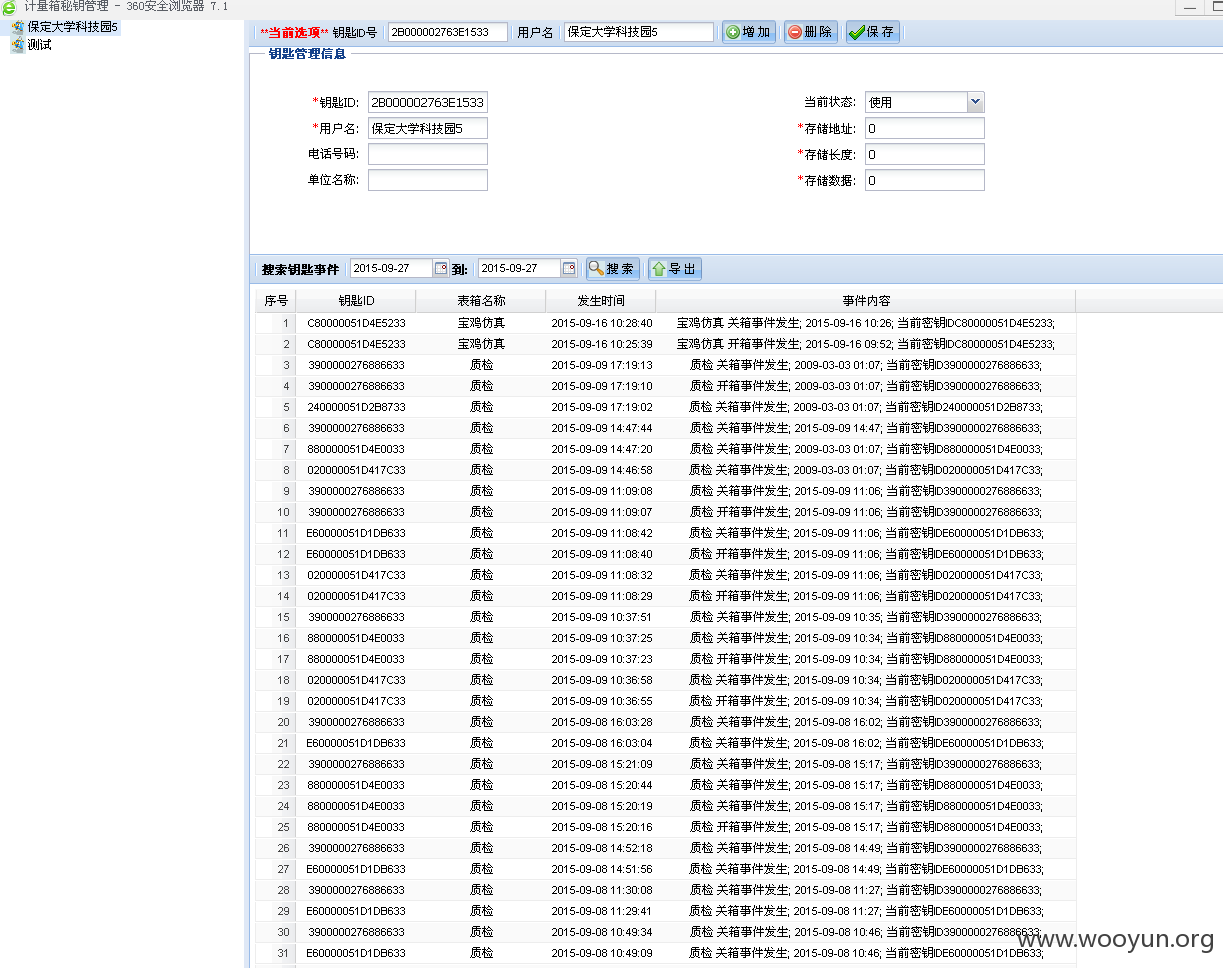 计量箱秘钥管理 - 360安全浏览器 7.1
保定大学科技园5
测试
**当前选项** 钥匙ID号 2B000002763E1533 用户名 保定大学科技园5 增加 删除 保存
钥匙管理信息
*钥匙ID: 2B000002763E1533 当前状态: 使用
*用户名: 保定大学科技园5 *存储地址: 0
电话号码: *存储长度: 0
单位名称: *存储数据: 0
搜索钥匙事件 2015-09-27 到: 2015-09-27 搜索 导出
序号 钥匙ID 表箱名称 发生时间 事件内容
1 C80000051D4E5233 宝鸡仿真 2015-09-16 10:28:40 宝鸡仿真 关箱事件发生; 2015-09-16 10:26; 当前密钥IDC80000051D4E5233;
2 C80000051D4E5233 宝鸡仿真 2015-09-16 10:25:39 宝鸡仿真 开箱事件发生; 2015-09-16 09:52; 当前密钥IDC80000051D4E5233;
3 3900000276886633 质检 2015-09-09 17:19:13 质检 关箱事件发生; 2009-03-03 01:07; 当前密钥ID3900000276886633;
4 3900000276886633 质检 2015-09-09 17:19:10 质检 开箱事件发生; 2009-03-03 01:07; 当前密钥ID3900000276886633;
5 240000051D2B8733 质检 2015-09-09 17:19:02 质检 关箱事件发生; 2009-03-03 01:07; 当前密钥ID240000051D2B8733;
6 3900000276886633 质检 2015-09-09 14:47:44 质检 关箱事件发生; 2015-09-09 14:47; 当前密钥ID3900000276886633;
7 880000051D4E0033 质检 2015-09-09 14:47:20 质检 关箱事件发生; 2009-03-03 01:07; 当前密钥ID880000051D4E0033;
8 020000051D417C33 质检 2015-09-09 14:46:58 质检 关箱事件发生; 2009-03-03 01:07; 当前密钥ID020000051D417C33;
9 3900000276886633 质检 2015-09-09 11:09:08 质检 关箱事件发生; 2015-09-09 11:06; 当前密钥ID3900000276886633;
10 3900000276886633 质检 2015-09-09 11:09:07 质检 开箱事件发生; 2015-09-09 11:06; 当前密钥ID3900000276886633;
11 E60000051D1DB633 质检 2015-09-09 11:08:42 质检 关箱事件发生; 2015-09-09 11:06; 当前密钥IDE60000051D1DB633;
12 E60000051D1DB633 质检 2015-09-09 11:08:40 质检 开箱事件发生; 2015-09-09 11:06; 当前密钥IDE60000051D1DB633;
13 020000051D417C33 质检 2015-09-09 11:08:32 质检 关箱事件发生; 2015-09-09 11:06; 当前密钥ID020000051D417C33;
14 020000051D417C33 质检 2015-09-09 11:08:29 质检 开箱事件发生; 2015-09-09 11:06; 当前密钥ID020000051D417C33;
15 3900000276886633 质检 2015-09-09 10:37:51 质检 关箱事件发生; 2015-09-09 10:35; 当前密钥ID3900000276886633;
16 880000051D4E0033 质检 2015-09-09 10:37:25 质检 关箱事件发生; 2015-09-09 10:34; 当前密钥ID880000051D4E0033;
17 880000051D4E0033 质检 2015-09-09 10:37:23 质检 开箱事件发生; 2015-09-09 10:34; 当前密钥ID880000051D4E0033;
18 020000051D417C33 质检 2015-09-09 10:36:58 质检 关箱事件发生; 2015-09-09 10:34; 当前密钥ID020000051D417C33;
19 020000051D417C33 质检 2015-09-09 10:36:55 质检 开箱事件发生; 2015-09-09 10:34; 当前密钥ID020000051D417C33;
20 3900000276886633 质检 2015-09-08 16:03:28 质检 关箱事件发生; 2015-09-08 16:02; 当前密钥ID3900000276886633;
21 E60000051D1DB633 质检 2015-09-08 16:03:04 质检 关箱事件发生; 2015-09-08 16:02; 当前密钥IDE60000051D1DB633;
22 3900000276886633 质检 2015-09-08 15:21:09 质检 关箱事件发生; 2015-09-08 15:17; 当前密钥ID3900000276886633;
23 880000051D4E0033 质检 2015-09-08 15:20:44 质检 关箱事件发生; 2015-09-08 15:17; 当前密钥ID880000051D4E0033;
24 880000051D4E0033 质检 2015-09-08 15:20:19 质检 关箱事件发生; 2015-09-08 15:17; 当前密钥ID880000051D4E0033;
25 880000051D4E0033 质检 2015-09-08 15:20:16 质检 开箱事件发生; 2015-09-08 15:17; 当前密钥ID880000051D4E0033;
26 3900000276886633 质检 2015-09-08 14:52:18 质检 关箱事件发生; 2015-09-08 14:49; 当前密钥ID3900000276886633;
27 E60000051D1DB633 质检 2015-09-08 14:51:56 质检 关箱事件发生; 2015-09-08 14:49; 当前密钥IDE60000051D1DB633;
28 3900000276886633 质检 2015-09-08 11:30:08 质检 关箱事件发生; 2015-09-08 11:27; 当前密钥ID3900000276886633;
29 E60000051D1DB633 质检 2015-09-08 11:29:41 质检 关箱事件发生; 2015-09-08 11:27; 当前密钥IDE60000051D1DB633;
30 3900000276886633 质检 2015-09-08 10:49:34 质检 关箱事件发生; 2015-09-08 10:46; 当前密钥ID3900000276886633;
31 E60000051D1DB633 质检 2015-09-08 10:49:09 质检 关箱事件发生; 2015-09-08 10:46; 当前密钥IDE60000051D1DB633;
www.wooyun.org